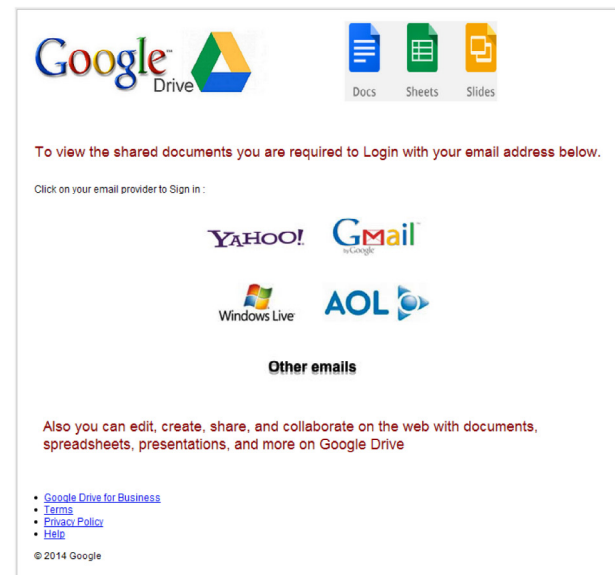 Google™
Drive
Docs Sheets Slides
To view the shared documents you are required to Login with your email address below.
Click on your email provider to Sign in :
YAHOO! Gmail
by Google
Windows Live AOL
Other emails
Also you can edit, create, share, and collaborate on the web with documents,
spreadsheets, presentations, and more on Google Drive
Google Drive for Business
Terms
Privacy Policy
Help
© 2014 Google